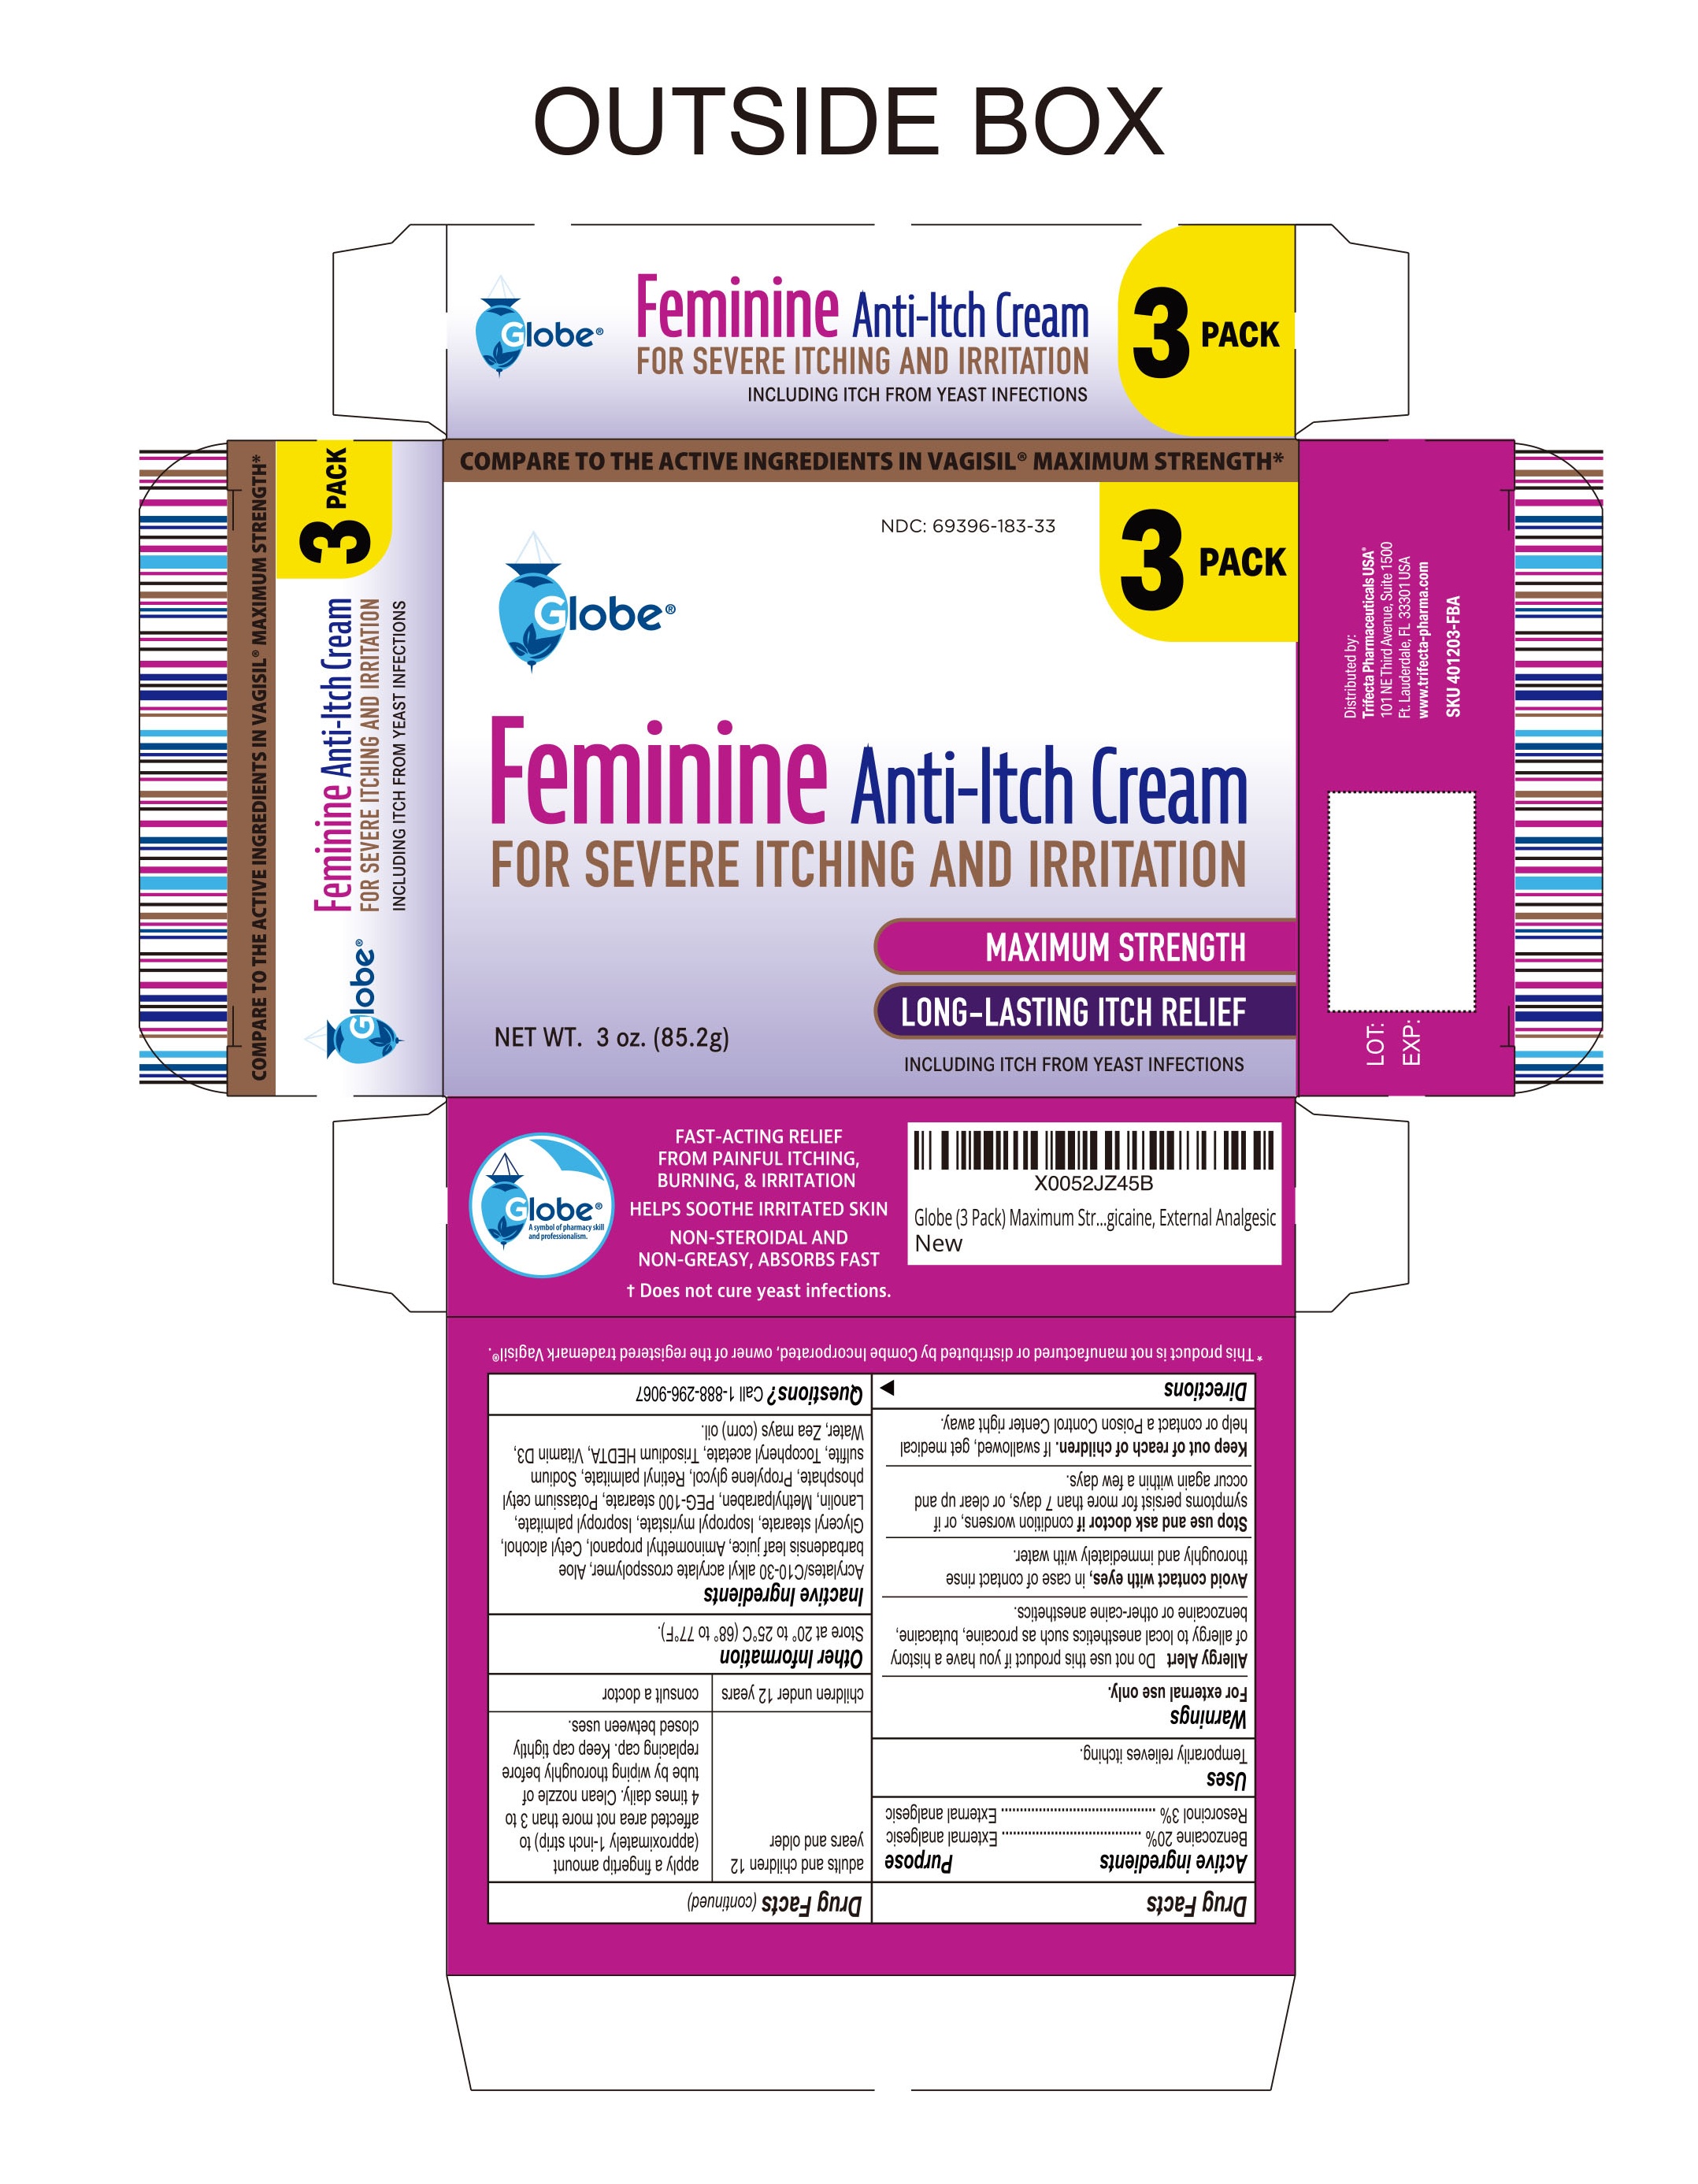 OUTSIDE BOX
Globe®
Feminine Anti-Itch Cream
FOR SEVERE ITCHING AND IRRITATION
INCLUDING ITCH FROM YEAST INFECTIONS
3 PACK
COMPARE TO THE ACTIVE INGREDIENTS IN VAGISIL® MAXIMUM STRENGTH*
3 PACK
Feminine Anti-Itch Cream
FOR SEVERE ITCHING AND IRRITATION
INCLUDING ITCH FROM YEAST INFECTIONS
Globe®
COMPARE TO THE ACTIVE INGREDIENTS IN VAGISIL® MAXIMUM STRENGTH*
NDC: 69396-183-33
3 PACK
Globe®
Feminine Anti-Itch Cream
FOR SEVERE ITCHING AND IRRITATION
MAXIMUM STRENGTH
LONG-LASTING ITCH RELIEF
NET WT. 3 oz. (85.2g)
INCLUDING ITCH FROM YEAST INFECTIONS
Distributed by:
Trifecta Pharmaceuticals USA®
101 NE Third Avenue, Suite 1500
Ft. Lauderdale, FL 33301 USA
www.trifecta-pharma.com
SKU 401203-FBA
LOT:
EXP:
Globe®
A symbol of pharmacy skill
and professionalism.
FAST-ACTING RELIEF
FROM PAINFUL ITCHING,
BURNING, & IRRITATION
HELPS SOOTHE IRRITATED SKIN
NON-STEROIDAL AND
NON-GREASY, ABSORBS FAST
† Does not cure yeast infections.
X0052JZ45B
Globe (3 Pack) Maximum Str...gicaine, External Analgesic
New
Drug Facts
Active ingredients Purpose
Benzocaine 20% ............ External analgesic
Resorcinol 3% ............ External analgesic
Uses
Temporarily relieves itching.
Warnings
For external use only.
Allergy Alert Do not use this product if you have a history
of allergy to local anesthetics such as procaine, butacaine,
benzocaine or other-caine anesthetics.
Avoid contact with eyes, in case of contact rinse
thoroughly and immediately with water.
Stop use and ask doctor if condition worsens, or if
symptoms persist for more than 7 days, or clear up and
occur again within a few days.
Keep out of reach of children. If swallowed, get medical
help or contact a Poison Control Center right away.
Directions
Drug Facts (continued)
adults and children 12
years and older
apply a fingertip amount
(approximately 1-inch strip) to
affected area not more than 3 to
4 times daily. Clean nozzle of
tube by wiping thoroughly before
replacing cap. Keep cap tightly
closed between uses.
children under 12 years consult a doctor
Other Information
Store at 20° to 25°C (68° to 77°F).
Inactive Ingredients
Acrylates/C10-30 alkyl acrylate crosspolymer, Aloe
barbadensis leaf juice, Aminomethyl propanol, Cetyl alcohol,
Glyceryl stearate, Isopropyl myristate, Isopropyl palmitate,
Lanolin, Methylparaben, PEG-100 stearate, Potassium cetyl
phosphate, Propylene glycol, Retinyl palmitate, Sodium
sulfite, Tocopheryl acetate, Trisodium HEDTA, Vitamin D3,
Water, Zea mays (corn) oil.
Questions? Call 1-888-296-9067
*This product is not manufactured or distributed by Combe Incorporated, owner of the registered trademark Vagisil®.